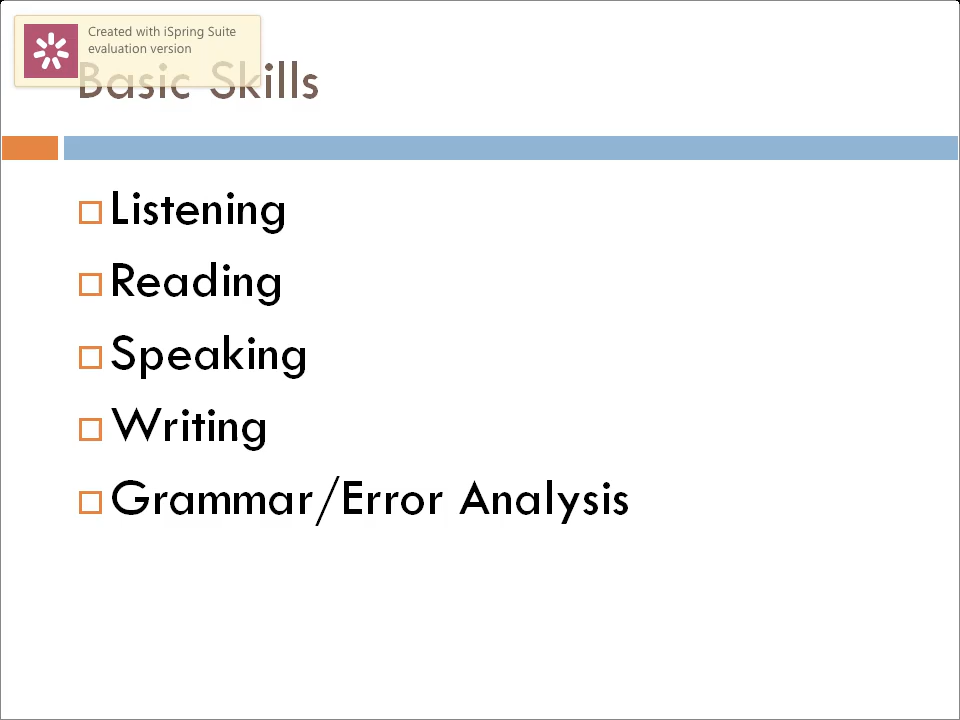 Created with iSpring Suite
evaluation version
Basic Skills
Listening
Reading
Speaking
Writing
Grammar/Error Analysis